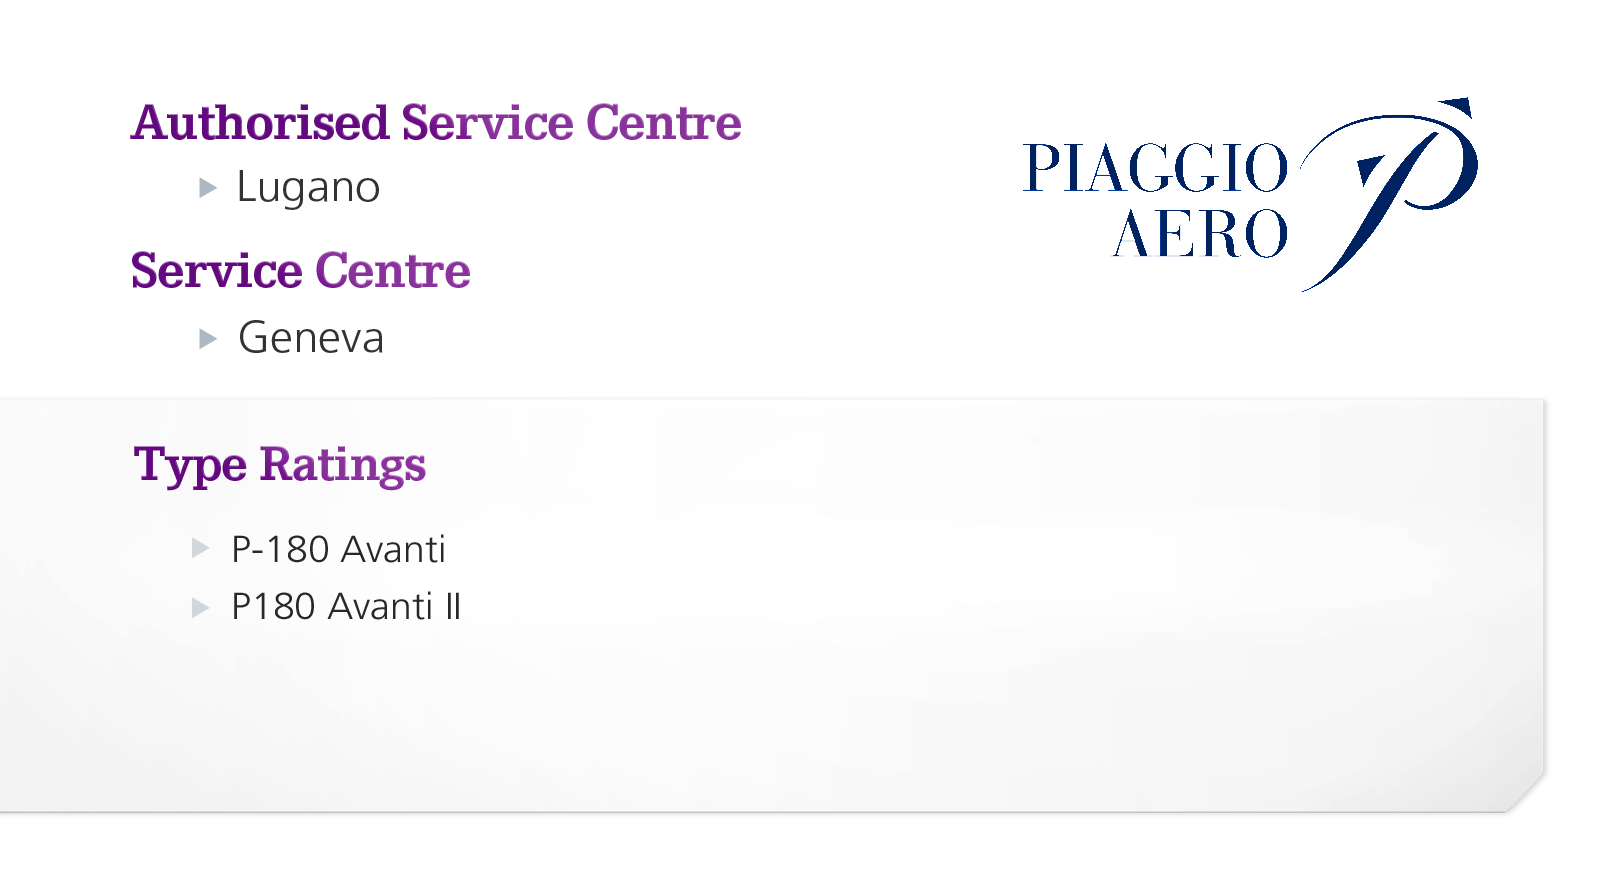 Authorised Service Centre
Lugano
Service Centre
Geneva
PIAGGIO
AERO
Type Ratings
P-180 Avanti
P180 Avanti II